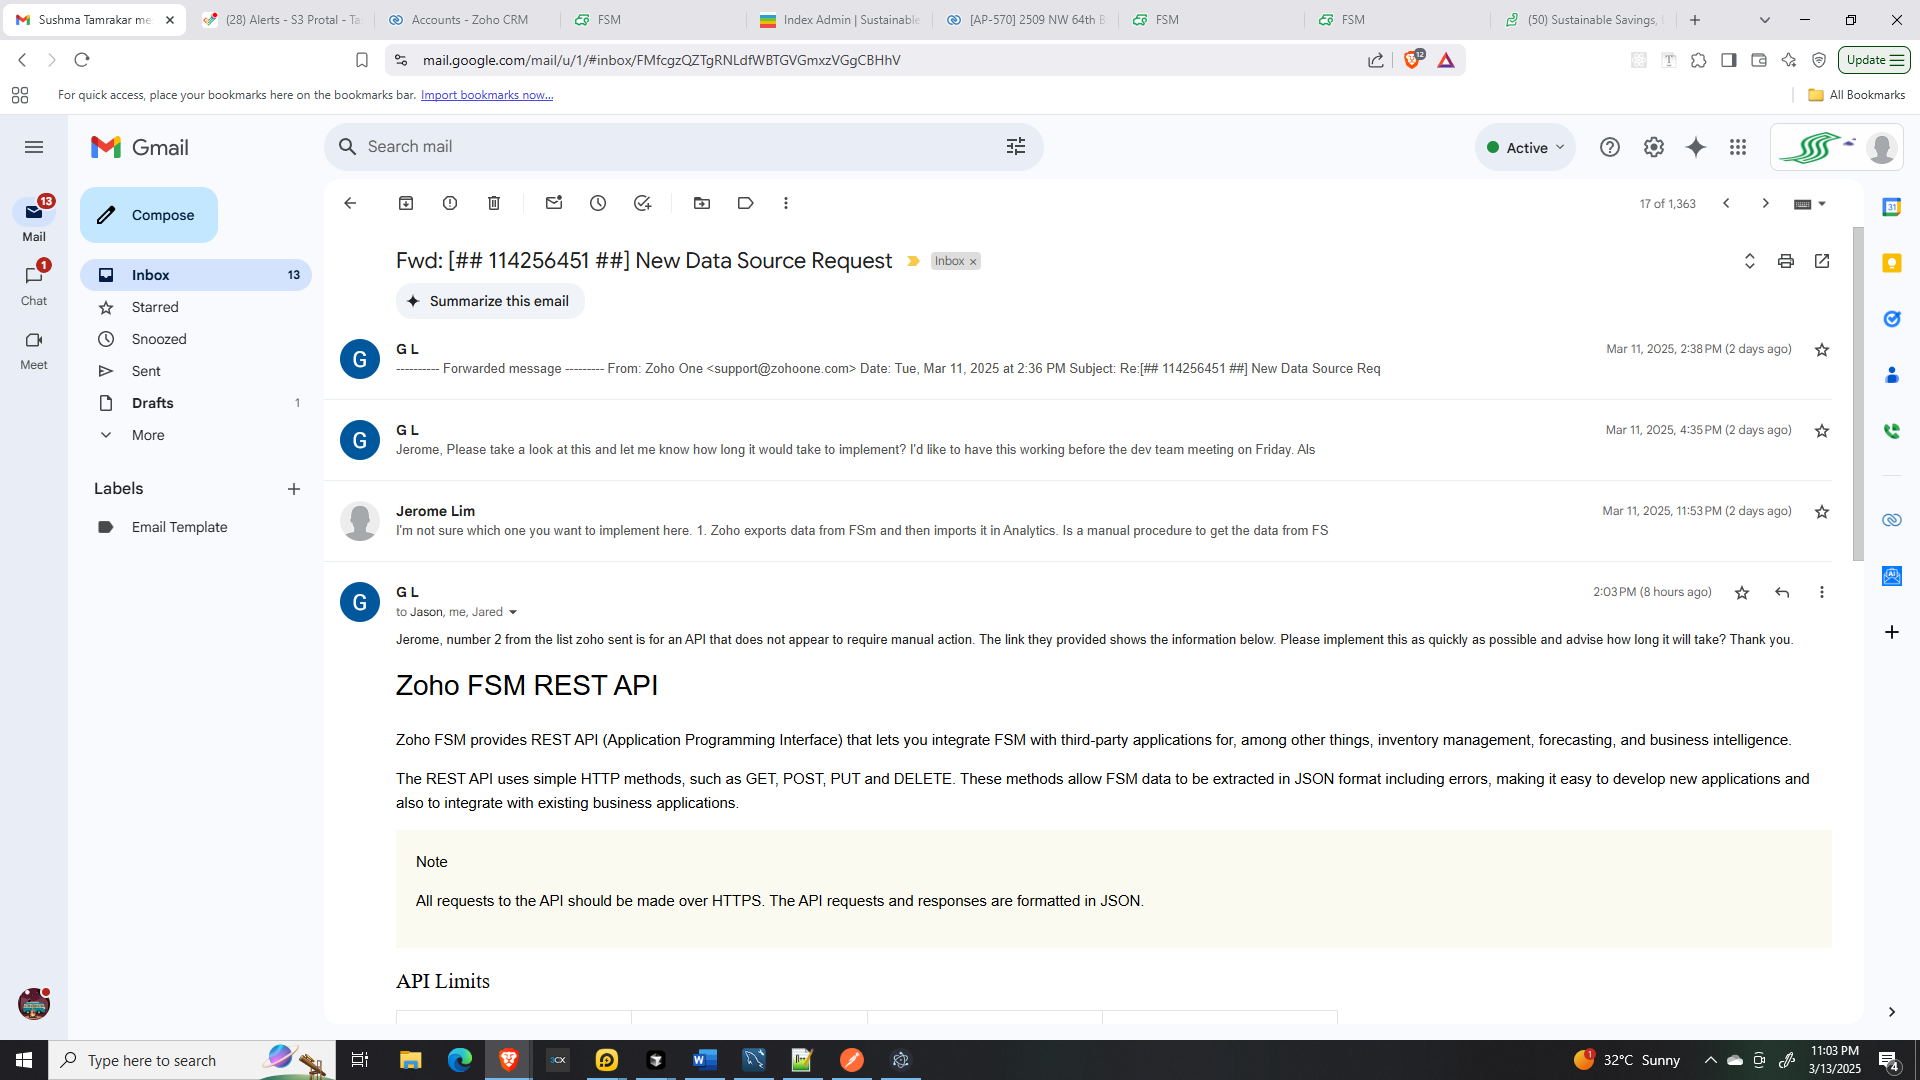 Sushma Tamrakar me
(28) Alerts - S3 Protal - Ta
Accounts - Zoho CRM
FSM
Index Admin | Sustainable
[AP-570] 2509 NW 64th B
FSM
FSM
(50) Sustainable Savings,
mail.google.com/mail/u/1/#inbox/FMfcgzQZTgRNLdfWBTGVGmxzVGgCBHhV
12
Update
For quick access, place your bookmarks here on the bookmarks bar. Import bookmarks now...
All Bookmarks
Gmail
Search mail
Active
13
Mail
1
Chat
Meet
Compose
Inbox 13
Starred
Snoozed
Sent
Drafts 1
More
Labels
Email Template
17 of 1,363
Fwd: [## 114256451 ##] New Data Source Request
Inbox
Summarize this email
G L
Mar 11, 2025, 2:38 PM (2 days ago)
---------- Forwarded message --------- From: Zoho One <support@zohoone.com> Date: Tue, Mar 11, 2025 at 2:36 PM Subject: Re:[## 114256451 ##] New Data Source Req
G L
Mar 11, 2025, 4:35 PM (2 days ago)
Jerome, Please take a look at this and let me know how long it would take to implement? I'd like to have this working before the dev team meeting on Friday. Als
Jerome Lim
Mar 11, 2025, 11:53 PM (2 days ago)
I'm not sure which one you want to implement here. 1. Zoho exports data from FSm and then imports it in Analytics. Is a manual procedure to get the data from FS
G
G L
2:03 PM (8 hours ago)
to Jason, me, Jared
Jerome, number 2 from the list zoho sent is for an API that does not appear to require manual action. The link they provided shows the information below. Please implement this as quickly as possible and advise how long it will take? Thank you.
Zoho FSM REST API
Zoho FSM provides REST API (Application Programming Interface) that lets you integrate FSM with third-party applications for, among other things, inventory management, forecasting, and business intelligence.
The REST API uses simple HTTP methods, such as GET, POST, PUT and DELETE. These methods allow FSM data to be extracted in JSON format including errors, making it easy to develop new applications and
also to integrate with existing business applications.
Note
All requests to the API should be made over HTTPS. The API requests and responses are formatted in JSON.
API Limits
Type here to search
32°C Sunny
11:03 PM
3/13/2025
4